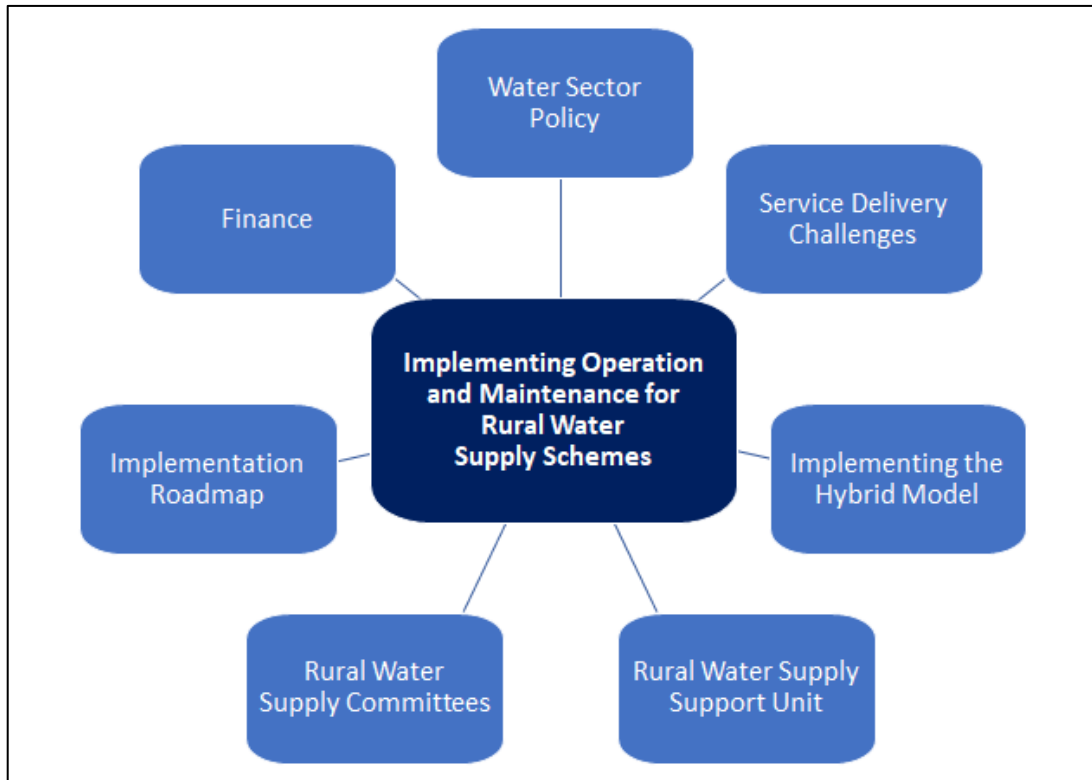 Water Sector
Policy
Finance
Service Delivery
Challenges
Implementing Operation
and Maintenance for
Rural Water
Supply Schemes
Implementation
Roadmap
Implementing the
Hybrid Model
Rural Water
Supply Committees
Rural Water Supply
Support Unit